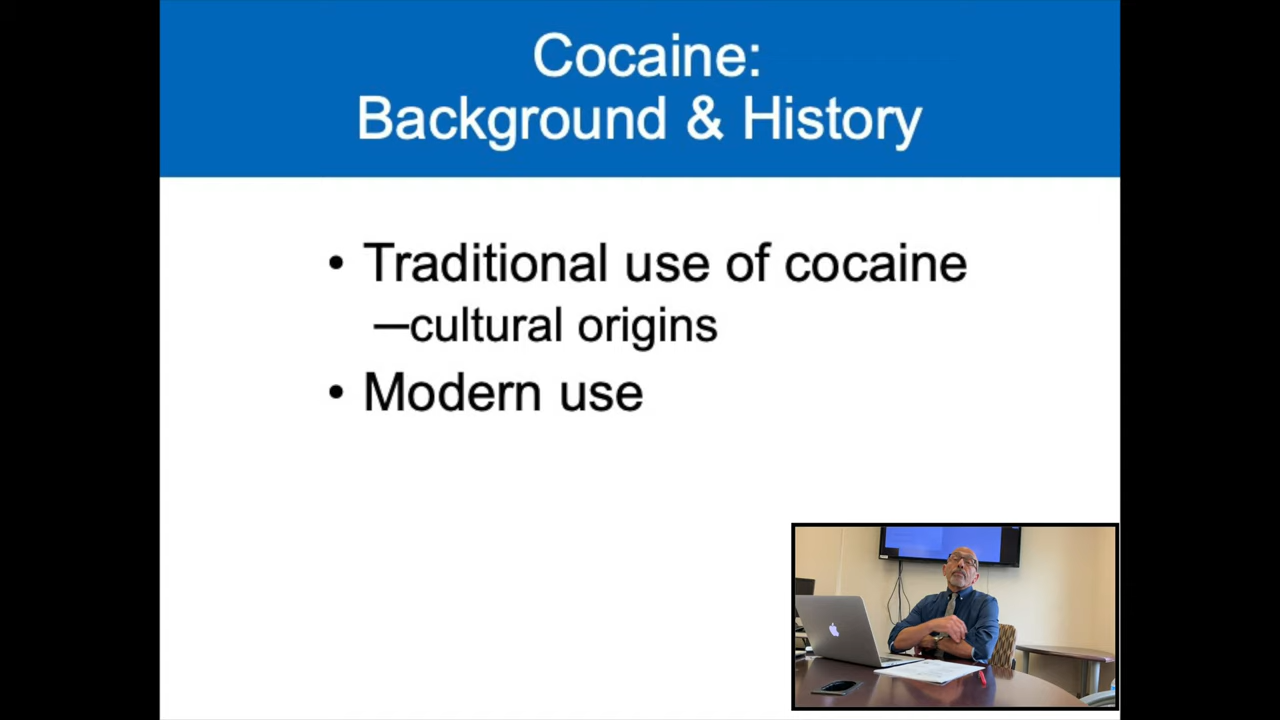 Cocaine:
Background & History
• Traditional use of cocaine
—cultural origins
• Modern use